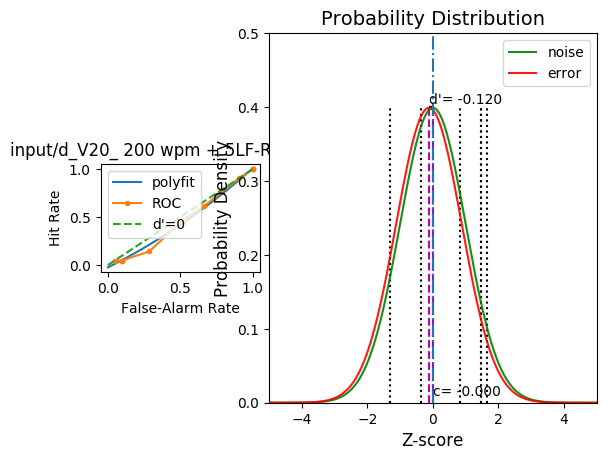 Probability Distribution
input/d_V20_ 200 wpm + 5LF-R
polyfit
ROC
d'=0
1.0
0.5
0.0
Hit Rate
0.0
0.5
1.0
False-Alarm Rate
noise
error
d'= -0.120
c= -0.000
0.5
0.4
0.3
0.2
0.1
0.0
Probability Density
−4
−2
0
2
4
Z-score